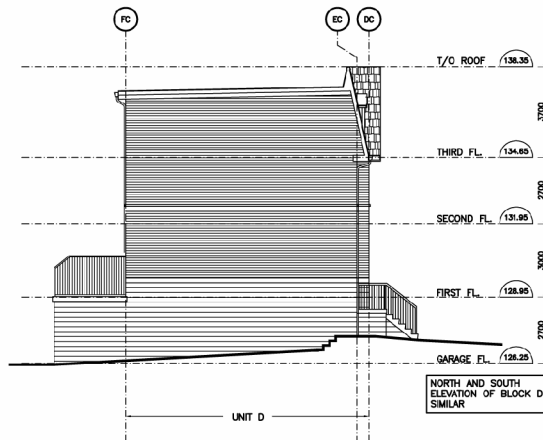 FC EC DC
T/O ROOF 138.35
3700
THIRD FL. 134.65
2700
SECOND FL. 131.95
3000
FIRST FL. 128.95
2700
GARAGE FL. 126.25
NORTH AND SOUTH
ELEVATION OF BLOCK D
SIMILAR
UNIT D